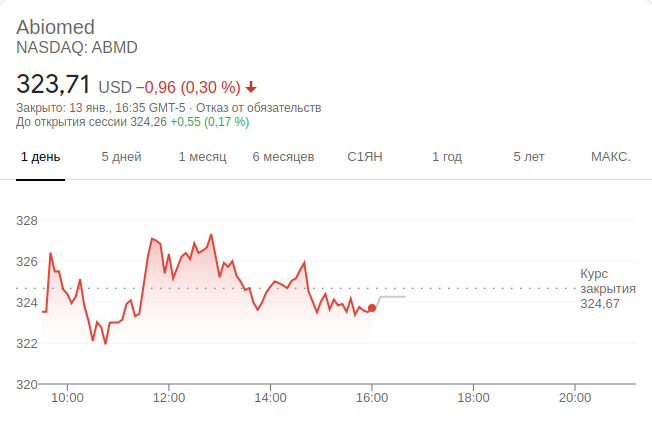 Abiomed
NASDAQ: ABMD
323,71 USD −0,96 (0,30 %)
Закрыто: 13 янв., 16:35 GMT-5 · Отказ от обязательств
До открытия сессии 324,26 +0,55 (0,17 %)
1 день 5 дней 1 месяц 6 месяцев С1ЯН 1 год 5 лет МАКС.
328
326
324
322
320
Курс
закрытия
324,67
10:00 12:00 14:00 16:00 18:00 20:00